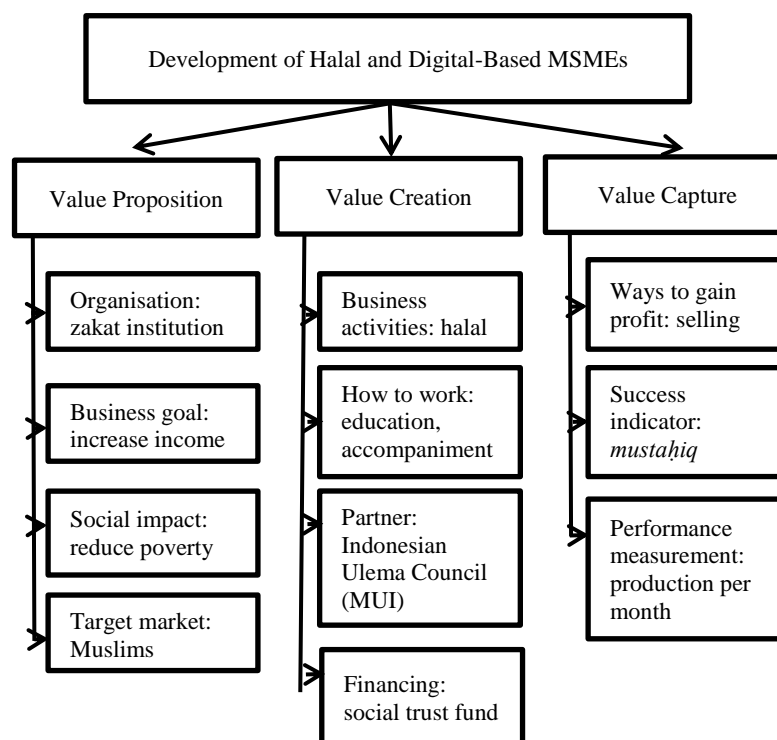 Development of Halal and Digital-Based MSMEs
Value Proposition
Organisation:
zakat institution
Business goal:
increase income
Social impact:
reduce poverty
Target market:
Muslims
Value Creation
Business
activities: halal
How to work:
education,
accompaniment
Partner:
Indonesian
Ulema Council
(MUI)
Financing:
social trust fund
Value Capture
Ways to gain
profit: selling
Success
indicator:
mustaḥiq
Performance
measurement:
production per
month